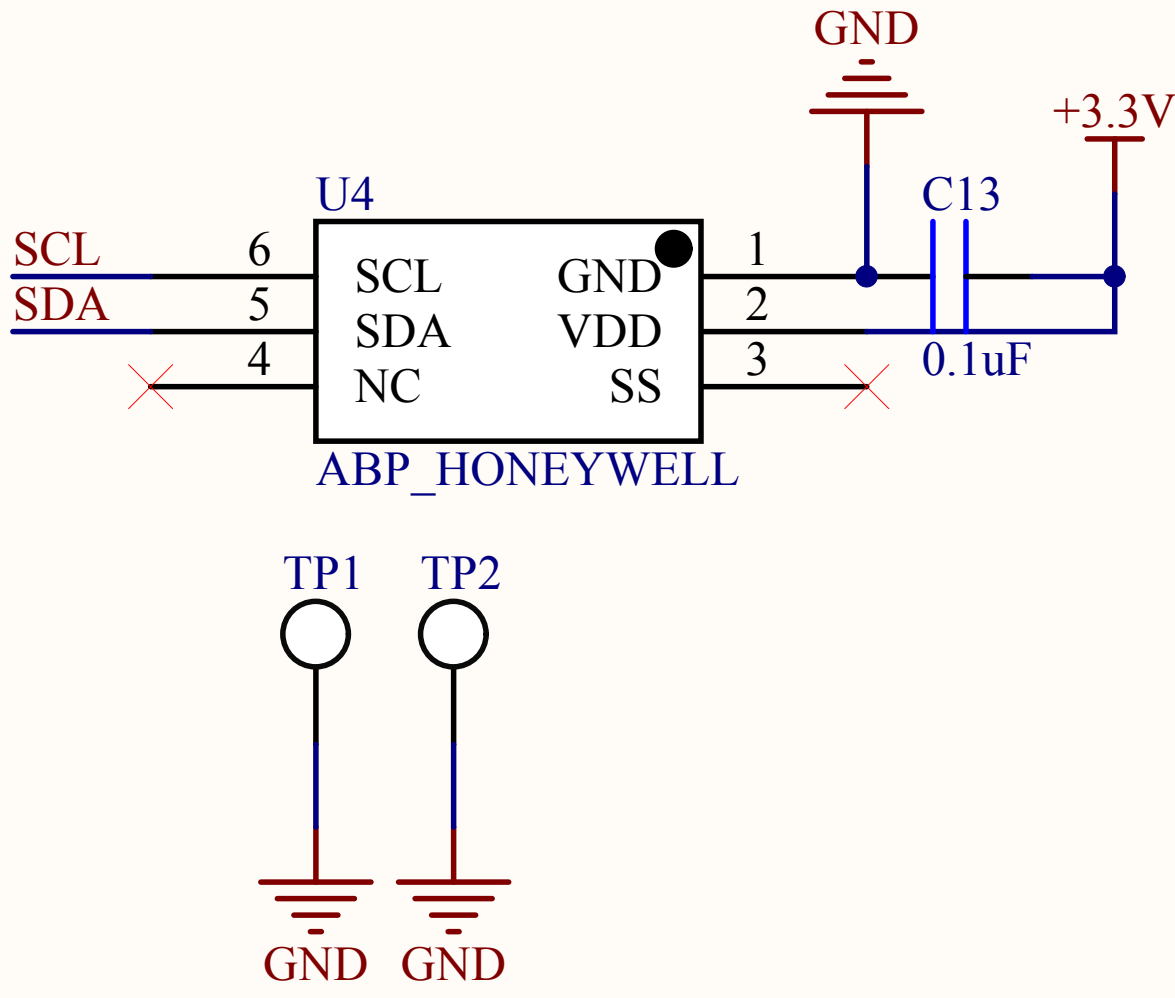 GND
+3.3V
U4
C13
SCL
6
SCL
GND
1
SDA
5
SDA
VDD
2
4
NC
SS
3
0.1uF
ABP_HONEYWELL
TP1
TP2
GND
GND